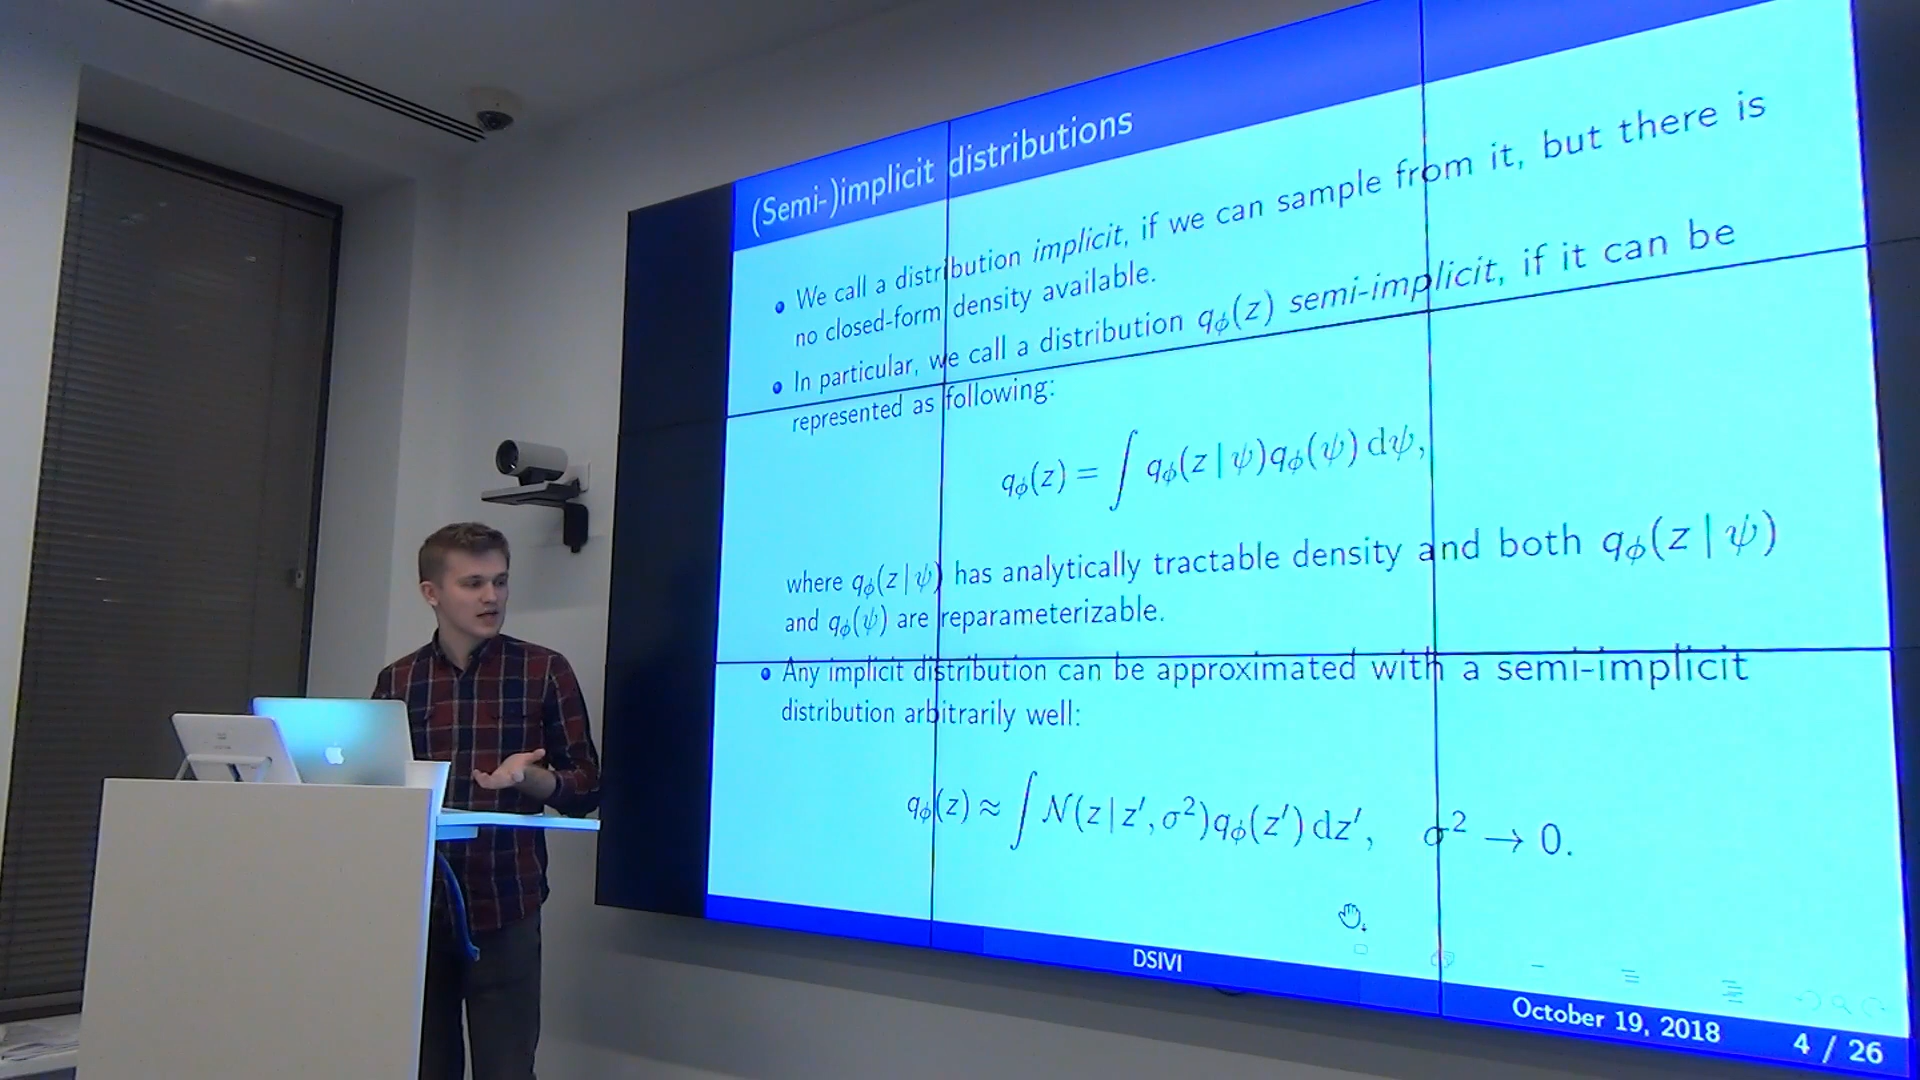 (Semi-)implicit distributions
We call a distribution implicit, if we can sample from it, but there is
no closed-form density available.
In particular, we call a distribution qϕ(z) semi-implicit, if it can be
represented as following:
qϕ(z) = ∫ qϕ(z | ψ)qϕ(ψ) dψ,
where qϕ(z | ψ) has analytically tractable density and both qϕ(z | ψ)
and qϕ(ψ) are reparameterizable.
Any implicit distribution can be approximated with a semi-implicit
distribution arbitrarily well:
qϕ(z) ≈ ∫ N(z | z′, σ²)qϕ(z′) dz′, σ² → 0.
DSIVI
October 19, 2018
4 / 26